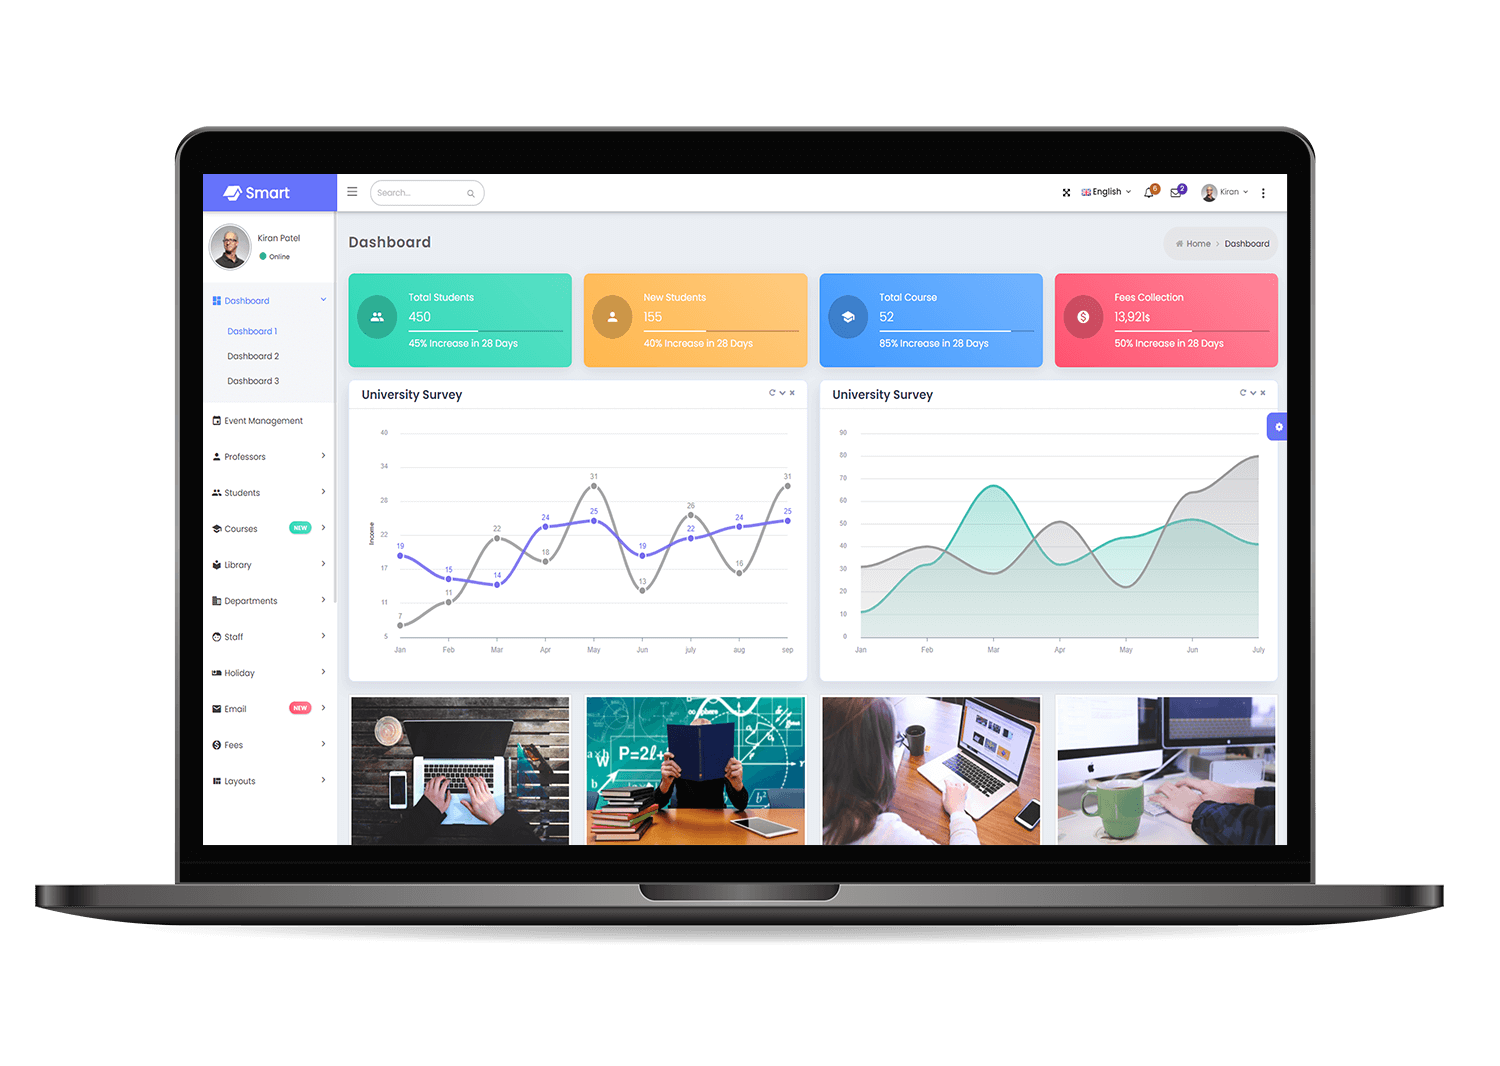 Smart
Search...
English
6
2
Kiran
Kiran Patel
Online
Dashboard
Dashboard 1
Dashboard 2
Dashboard 3
Event Management
Professors
Students
Courses NEW
Library
Departments
Staff
Holiday
Email NEW
Fees
Layouts
Dashboard
Home > Dashboard
Total Students
450
45% Increase in 28 Days
New Students
155
40% Increase in 28 Days
Total Course
52
85% Increase in 28 Days
Fees Collection
13,921$
50% Increase in 28 Days
University Survey
40
34
28
22
17
11
5
Income
19 15 14 24 25 19 22 24 25
7 11 22 18 31 13 26 16 31
Jan Feb Mar Apr May Jun july aug sep
University Survey
90
80
70
60
50
40
30
20
10
0
Jan Feb Mar Apr May Jun July
P=2ℓ+